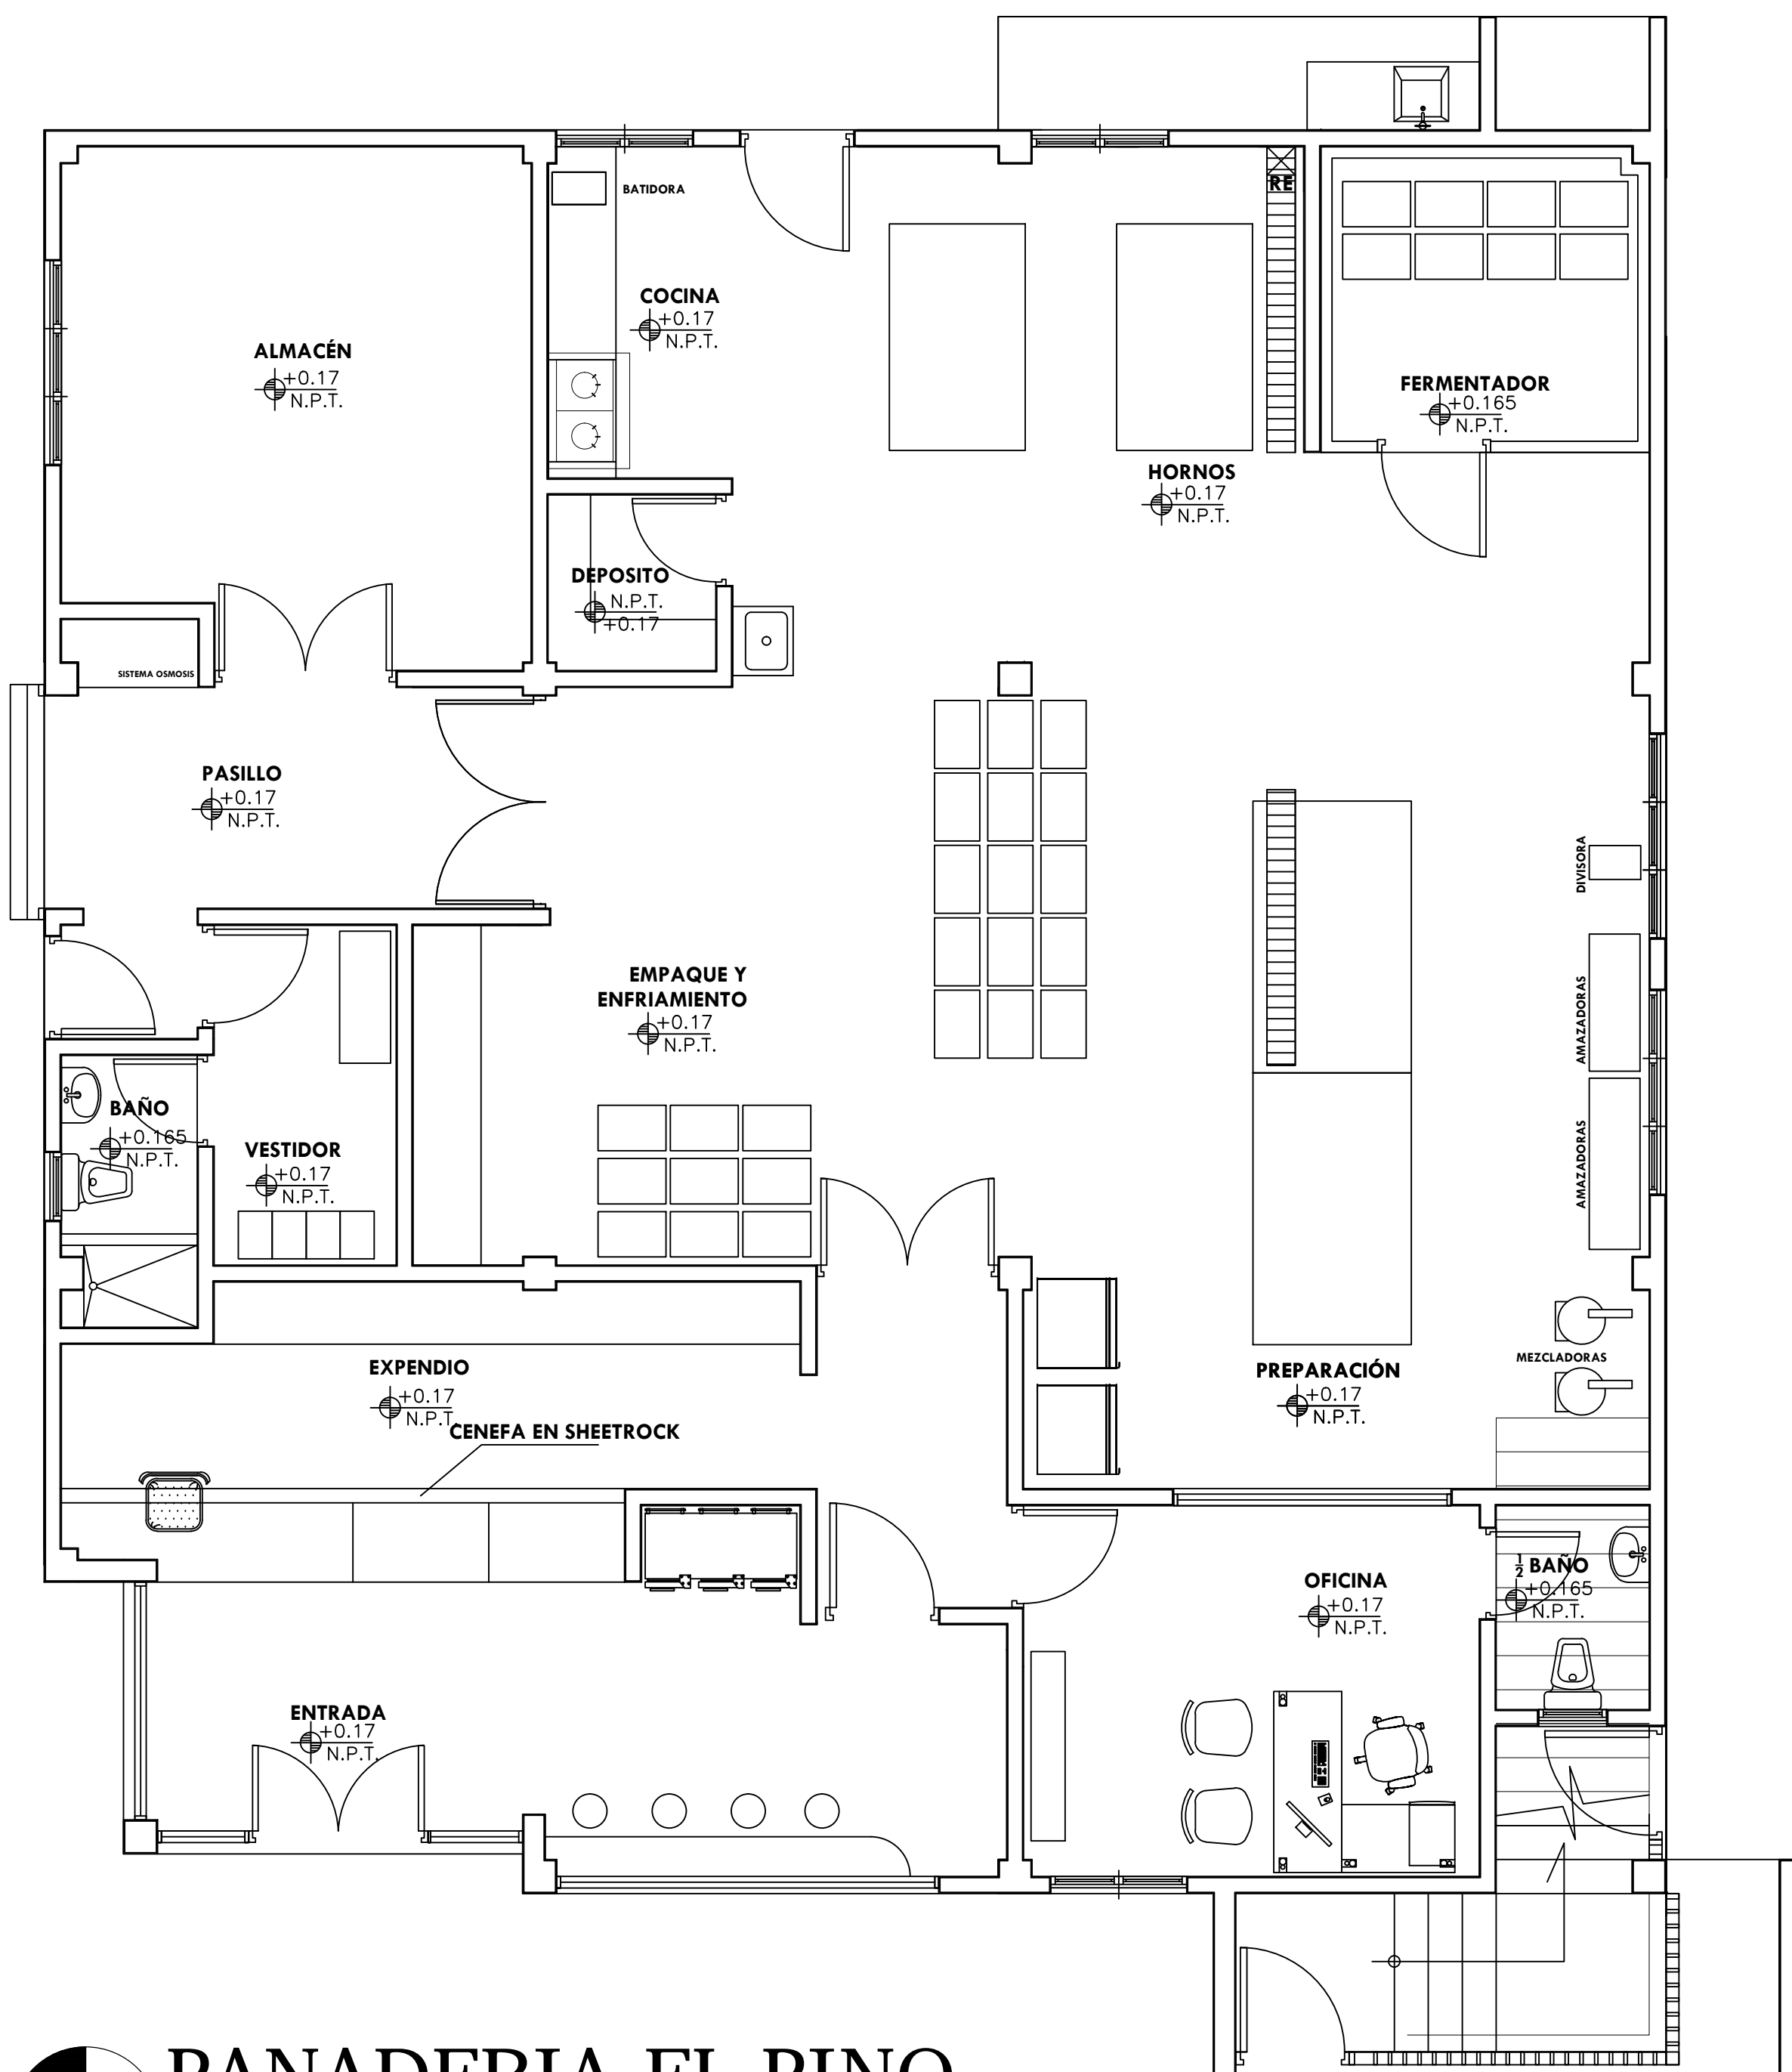 RE
BATIDORA
COCINA
+0.17
N.P.T.
ALMACÉN
+0.17
N.P.T.
FERMENTADOR
+0.165
N.P.T.
HORNOS
+0.17
N.P.T.
DEPOSITO
N.P.T.
+0.17
SISTEMA OSMOSIS
PASILLO
+0.17
N.P.T.
DIVISORA
EMPAQUE Y
ENFRIAMIENTO
+0.17
N.P.T.
AMAZADORAS
BAÑO
+0.165
N.P.T.
VESTIDOR
+0.17
N.P.T.
AMAZADORAS
EXPENDIO
+0.17
N.P.T.
CENEFA EN SHEETROCK
PREPARACIÓN
+0.17
N.P.T.
MEZCLADORAS
OFICINA
+0.17
N.P.T.
½ BAÑO
+0.165
N.P.T.
ENTRADA
+0.17
N.P.T.
PANADERIA EL PINO